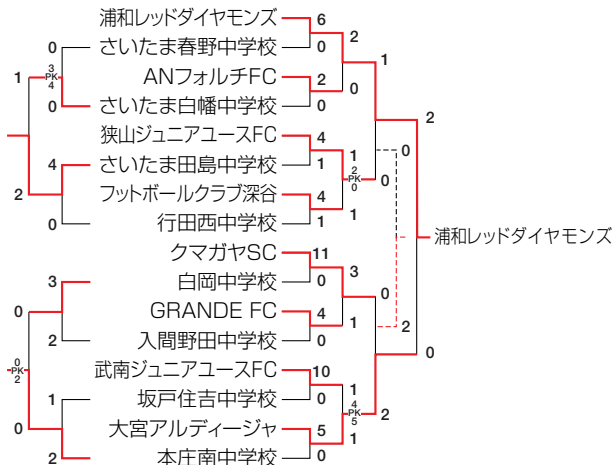 浦和レッドダイヤモンズ 6
0 さいたま春野中学校 0 2
3
PK
4
1 ANフォルチFC 2 1
0 さいたま白幡中学校 0 0
狭山ジュニアユースFC 4 2
4 さいたま田島中学校 1 1 0
2
PK
0
2 フットボールクラブ深谷 4 1
0 行田西中学校 1
浦和レッドダイヤモンズ
クマガヤSC 11
3 白岡中学校 0 3 0
0 GRANDE FC 4 1 2
2 入間野田中学校 0 0
0
PK
2
武南ジュニアユースFC 10
1 坂戸住吉中学校 0 1
4
PK
5
2
0 大宮アルディージャ 5 1
2 本庄南中学校 0